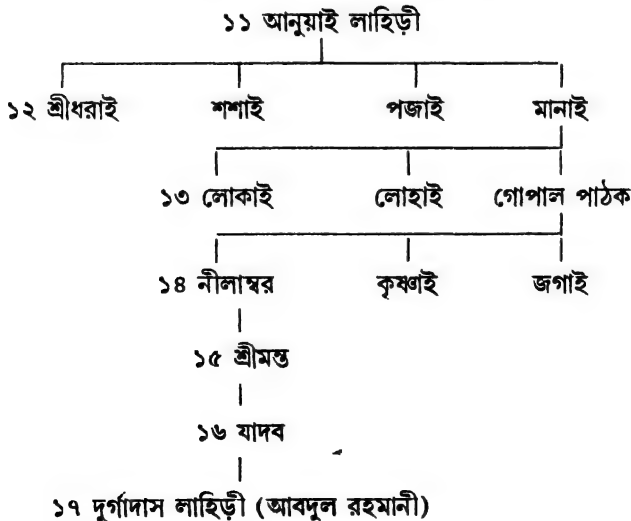 ১১ আনুয়াই লাহিড়ী
১২ শ্রীধরাই শশাই পজাই মানাই
১৩ লোকাই লোহাই গোপাল পাঠক
১৪ নীলাম্বর কৃষ্ণাই জগাই
১৫ শ্রীমন্ত
১৬ যাদব
১৭ দুর্গাদাস লাহিড়ী (আবদুল রহমানী)